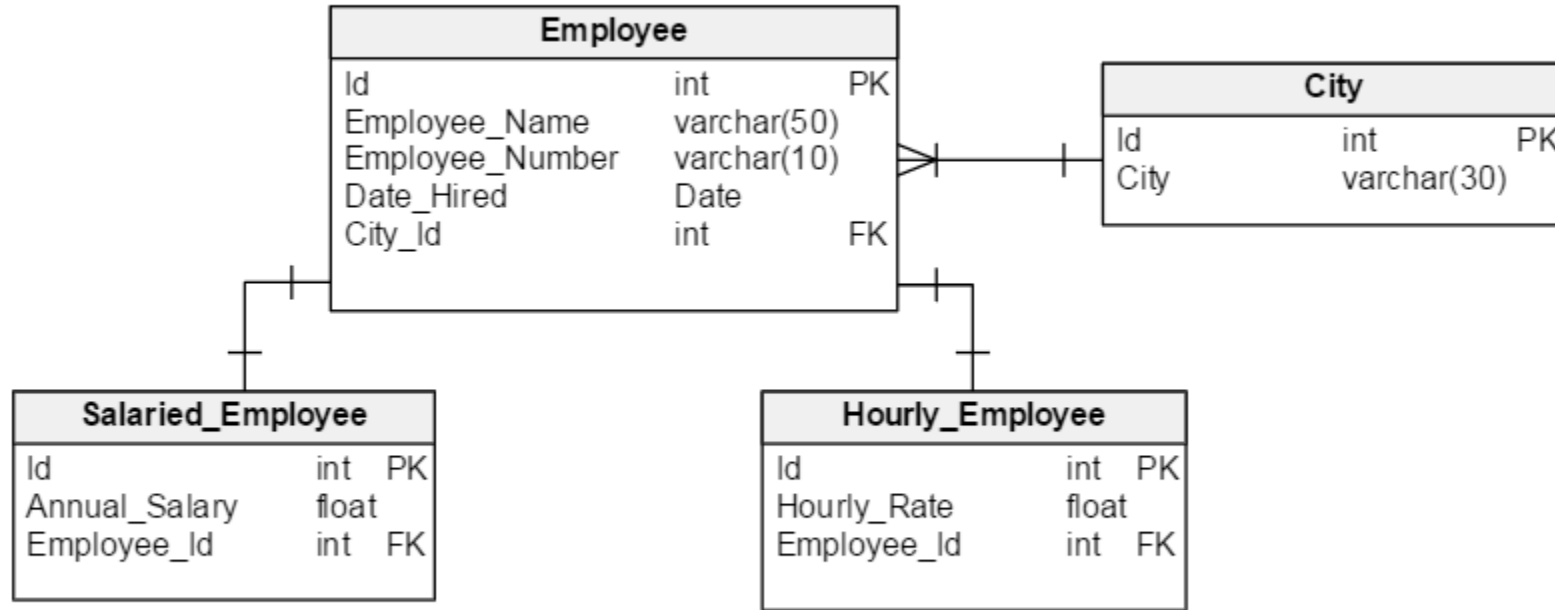 Employee
Id int PK
Employee_Name varchar(50)
Employee_Number varchar(10)
Date_Hired Date
City_Id int FK
City
Id int PK
City varchar(30)
Salaried_Employee
Id int PK
Annual_Salary float
Employee_Id int FK
Hourly_Employee
Id int PK
Hourly_Rate float
Employee_Id int FK